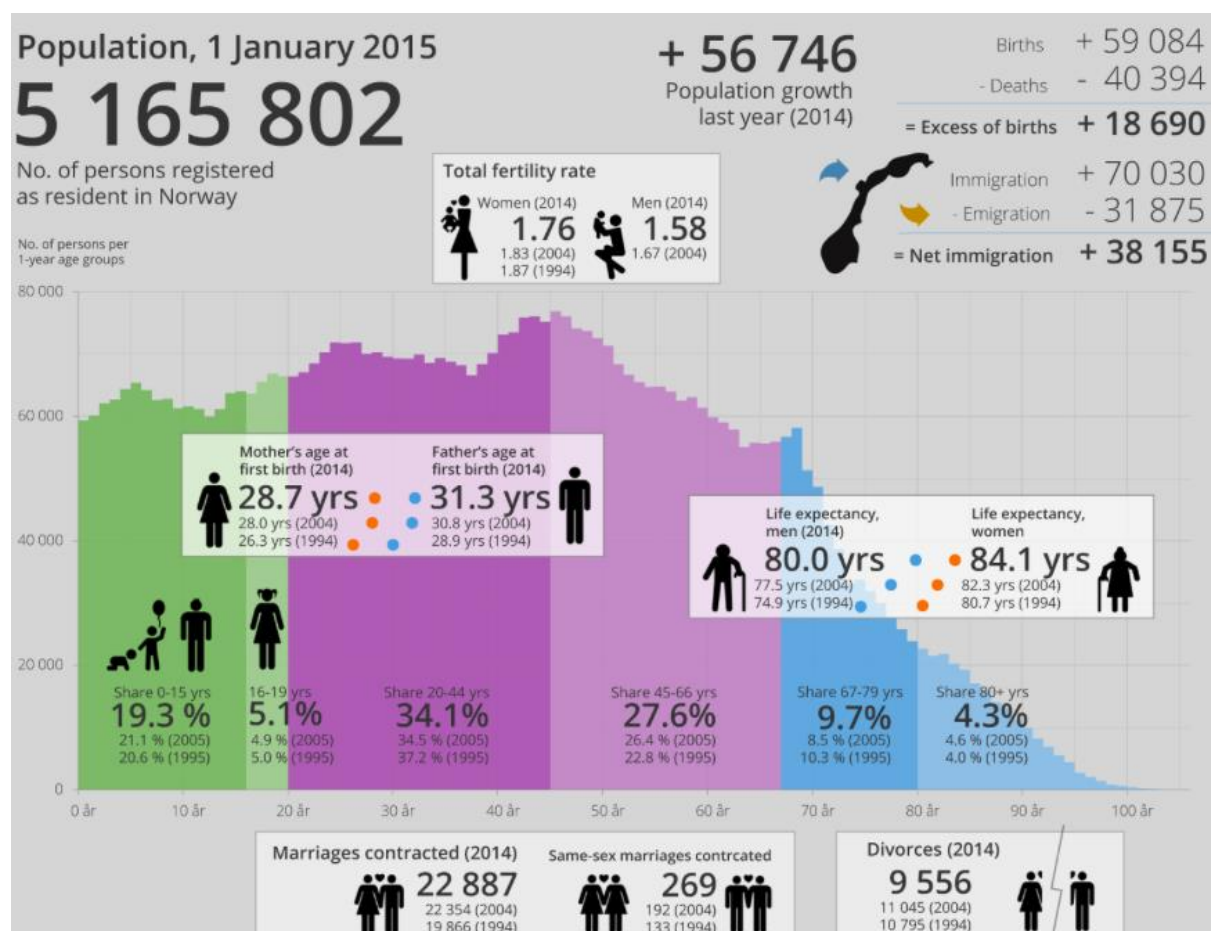 Population, 1 January 2015
5 165 802
No. of persons registered
as resident in Norway
+ 56 746
Population growth
last year (2014)
Births + 59 084
- Deaths - 40 394
= Excess of births + 18 690
Immigration + 70 030
- Emigration - 31 875
= Net immigration + 38 155
Total fertility rate
Women (2014)
1.76
1.83 (2004)
1.87 (1994)
Men (2014)
1.58
1.67 (2004)
No. of persons per
1-year age groups
80 000
60 000
40 000
20 000
0
Mother's age at
first birth (2014)
28.7 yrs
28.0 yrs (2004)
26.3 yrs (1994)
Father's age at
first birth (2014)
31.3 yrs
30.8 yrs (2004)
28.9 yrs (1994)
Life expectancy,
men (2014)
80.0 yrs
77.5 yrs (2004)
74.9 yrs (1994)
Life expectancy,
women
84.1 yrs
82.3 yrs (2004)
80.7 yrs (1994)
Share 0-15 yrs
19.3 %
21.1 % (2005)
20.6 % (1995)
16-19 yrs
5.1%
4.9 % (2005)
5.0 % (1995)
Share 20-44 yrs
34.1%
34.5 % (2005)
37.2 % (1995)
Share 45-66 yrs
27.6%
26.4 % (2005)
22.8 % (1995)
Share 67-79 yrs
9.7%
8.5 % (2005)
10.3 % (1995)
Share 80+ yrs
4.3%
4.6 % (2005)
4.0 % (1995)
0 år 10 år 20 år 30 år 40 år 50 år 60 år 70 år 80 år 90 år 100 år
Marriages contracted (2014)
22 887
22 354 (2004)
19 866 (1994)
Same-sex marriages contrcated
269
192 (2004)
133 (1994)
Divorces (2014)
9 556
11 045 (2004)
10 795 (1994)